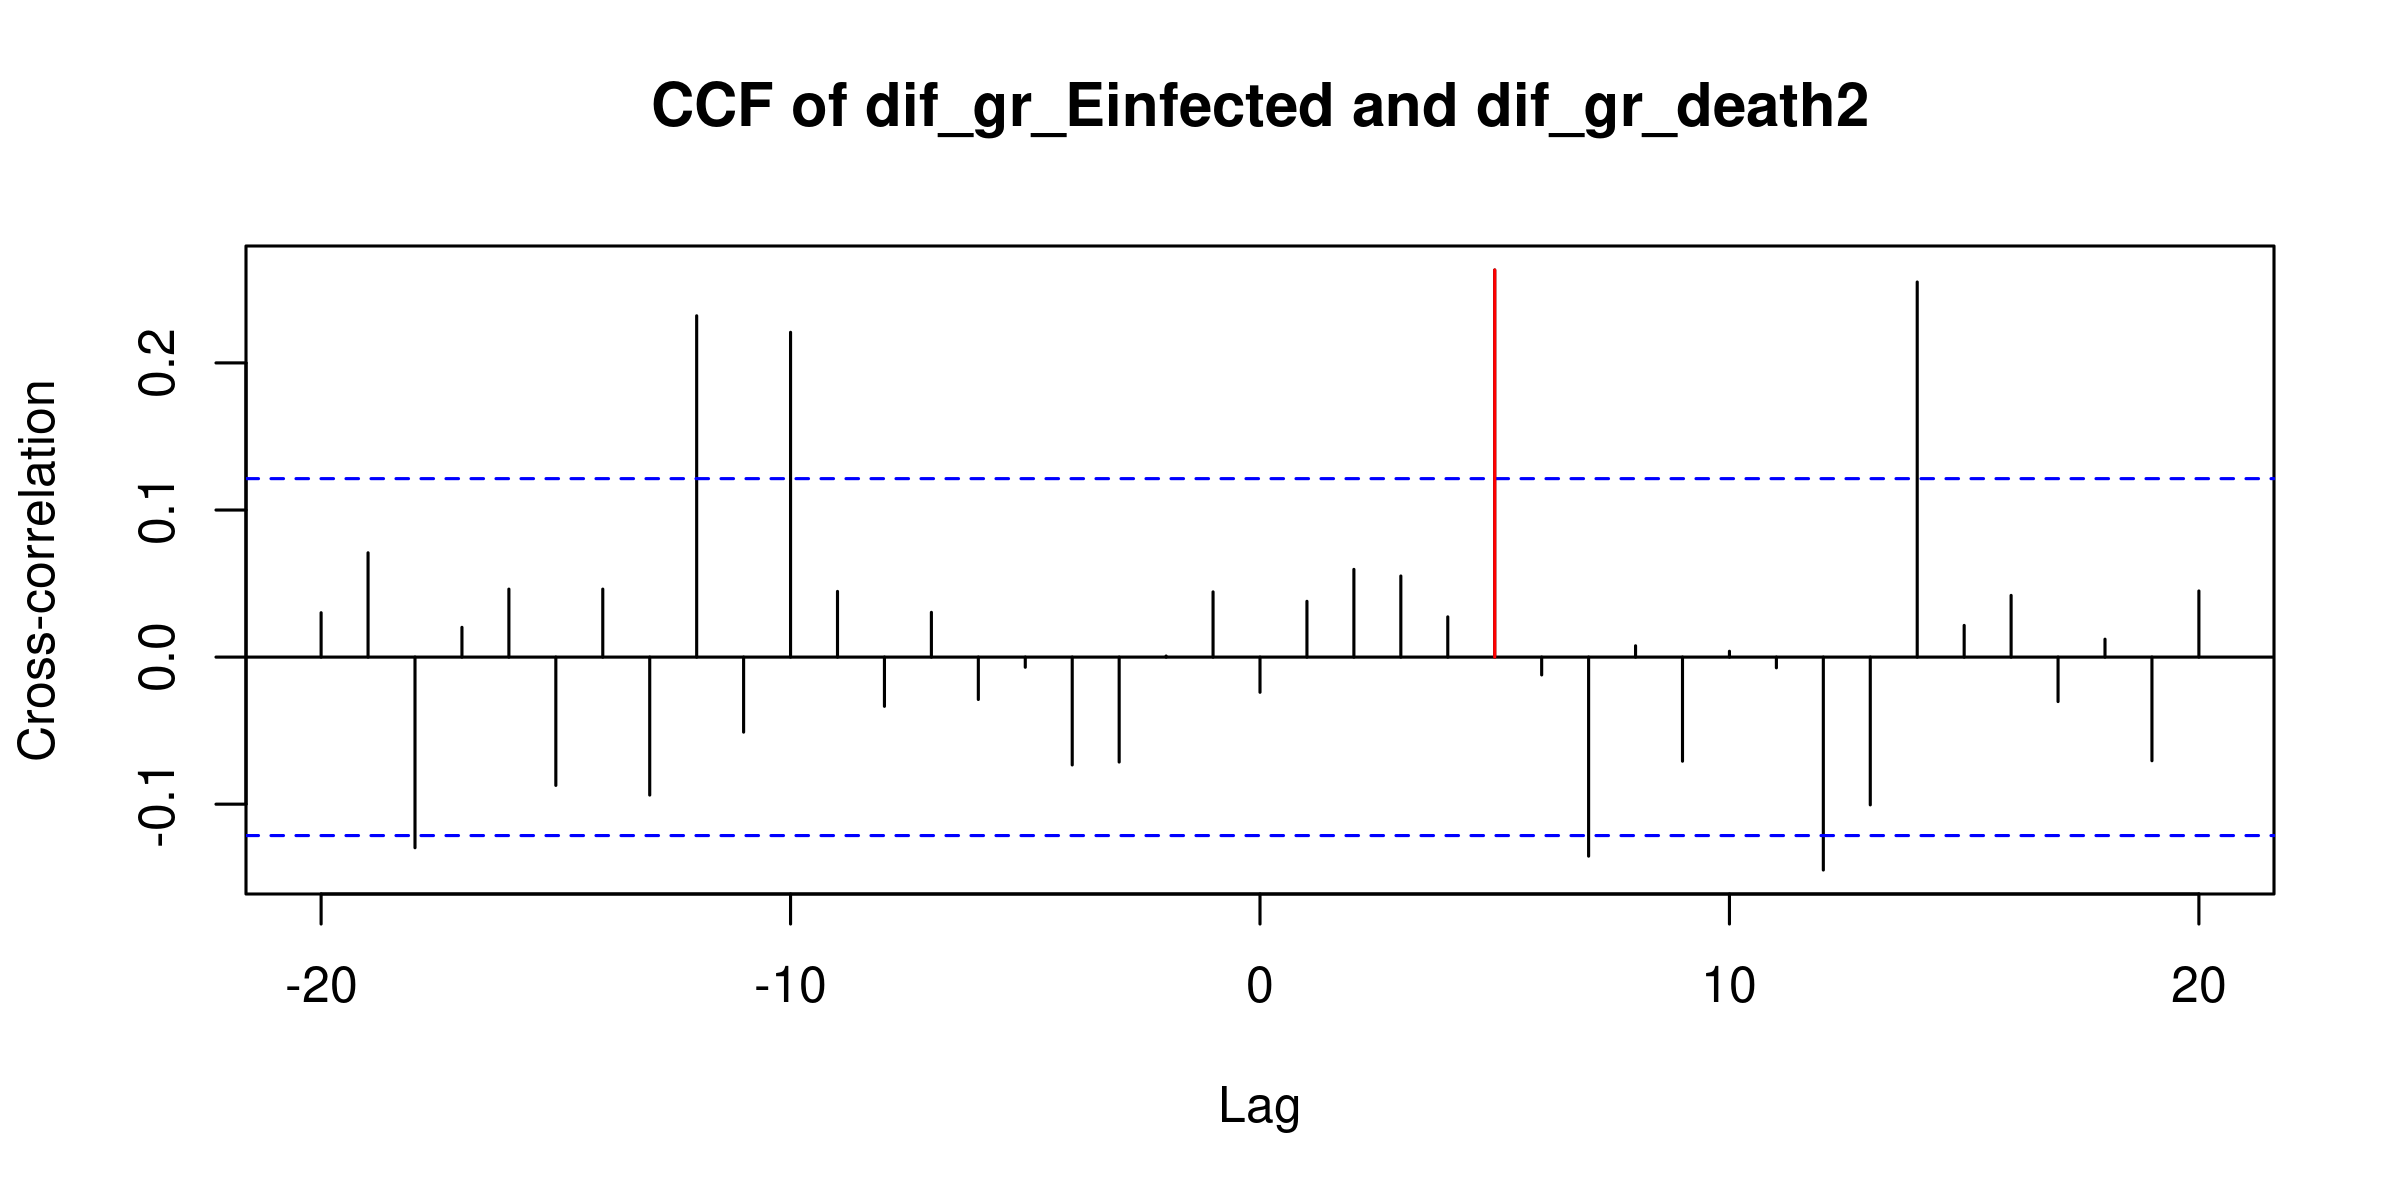 CCF of dif_gr_Einfected and dif_gr_death2
Cross-correlation
0.2
0.1
0.0
-0.1
-20 -10 0 10 20
Lag